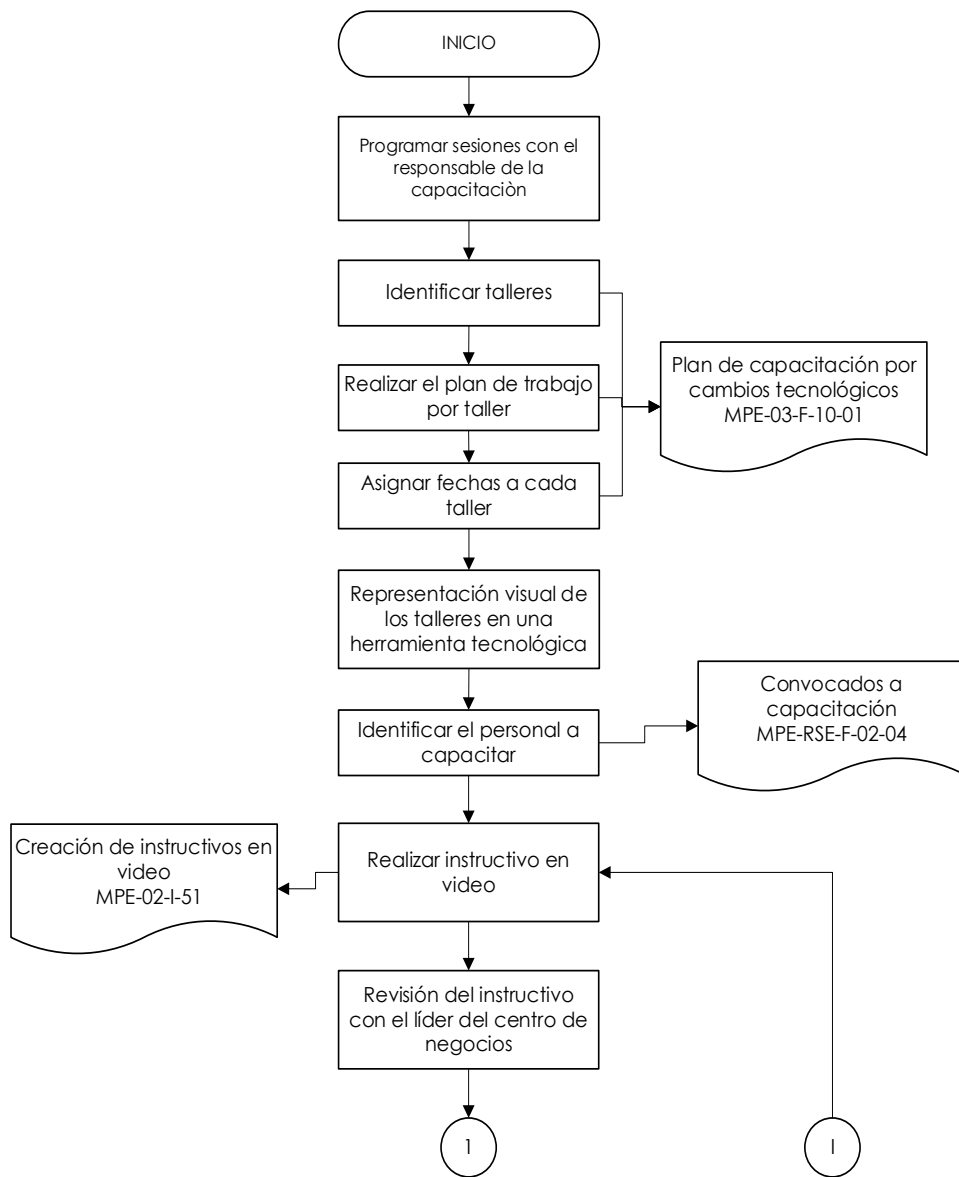 INICIO
Programar sesiones con el
responsable de la
capacitaciòn
Identificar talleres
Realizar el plan de trabajo
por taller
Plan de capacitación por
cambios tecnológicos
MPE-03-F-10-01
Asignar fechas a cada
taller
Representación visual de
los talleres en una
herramienta tecnológica
Identificar el personal a
capacitar
Convocados a
capacitación
MPE-RSE-F-02-04
Creación de instructivos en
video
MPE-02-I-51
Realizar instructivo en
video
Revisión del instructivo
con el líder del centro de
negocios
1
I